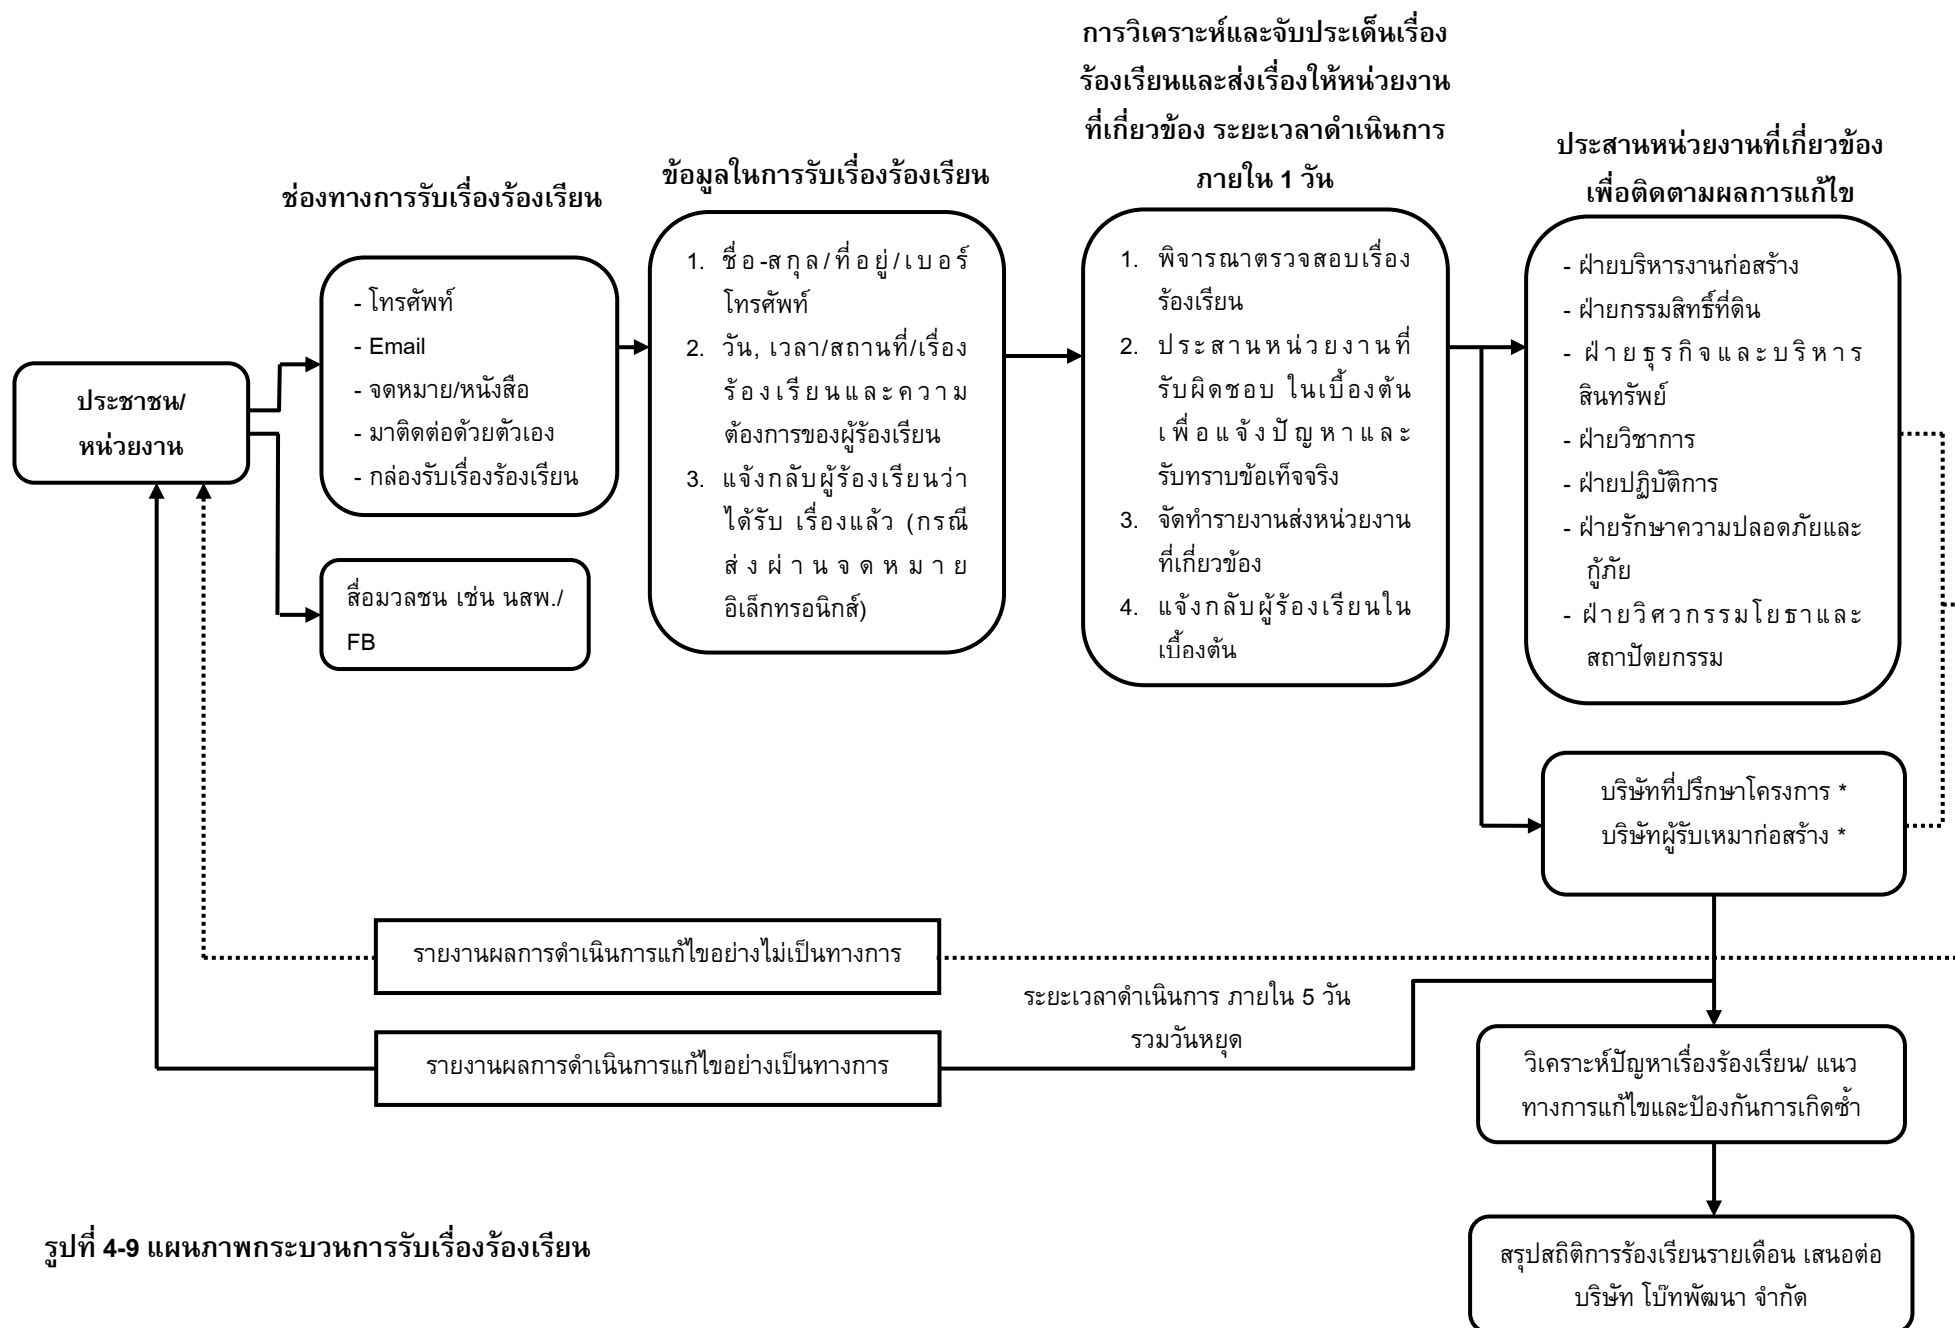 ประชาชน/
หน่วยงาน
ช่องทางการรับเรื่องร้องเรียน
- โทรศัพท์
- Email
- จดหมาย/หนังสือ
- มาติดต่อด้วยตัวเอง
- กล่องรับเรื่องร้องเรียน
สื่อมวลชน เช่น นสพ./
FB
ข้อมูลในการรับเรื่องร้องเรียน
1. ชื่อ-สกุล/ที่อยู่/เบอร์
โทรศัพท์
2. วัน, เวลา/สถานที่/เรื่อง
ร้องเรียนและความ
ต้องการของผู้ร้องเรียน
3. แจ้งกลับผู้ร้องเรียนว่า
ได้รับ เรื่องแล้ว (กรณี
ส่งผ่านจดหมาย
อิเล็กทรอนิกส์)
การวิเคราะห์และจับประเด็นเรื่อง
ร้องเรียนและส่งเรื่องให้หน่วยงาน
ที่เกี่ยวข้อง ระยะเวลาดำเนินการ
ภายใน 1 วัน
1. พิจารณาตรวจสอบเรื่อง
ร้องเรียน
2. ประสานหน่วยงานที่
รับผิดชอบ ในเบื้องต้น
เพื่อแจ้งปัญหาและ
รับทราบข้อเท็จจริง
3. จัดทำรายงานส่งหน่วยงาน
ที่เกี่ยวข้อง
4. แจ้งกลับผู้ร้องเรียนใน
เบื้องต้น
ประสานหน่วยงานที่เกี่ยวข้อง
เพื่อติดตามผลการแก้ไข
- ฝ่ายบริหารงานก่อสร้าง
- ฝ่ายกรรมสิทธิ์ที่ดิน
- ฝ่ายธุรกิจและบริหาร
สินทรัพย์
- ฝ่ายวิชาการ
- ฝ่ายปฏิบัติการ
- ฝ่ายรักษาความปลอดภัยและ
กู้ภัย
- ฝ่ายวิศวกรรมโยธาและ
สถาปัตยกรรม
บริษัทที่ปรึกษาโครงการ *
บริษัทผู้รับเหมาก่อสร้าง *
รายงานผลการดำเนินการแก้ไขอย่างไม่เป็นทางการ
ระยะเวลาดำเนินการ ภายใน 5 วัน
รวมวันหยุด
รายงานผลการดำเนินการแก้ไขอย่างเป็นทางการ
วิเคราะห์ปัญหาเรื่องร้องเรียน/ แนว
ทางการแก้ไขและป้องกันการเกิดซ้ำ
สรุปสถิติการร้องเรียนรายเดือน เสนอต่อ
บริษัท โบ๊ทพัฒนา จำกัด
รูปที่ 4-9 แผนภาพกระบวนการรับเรื่องร้องเรียน